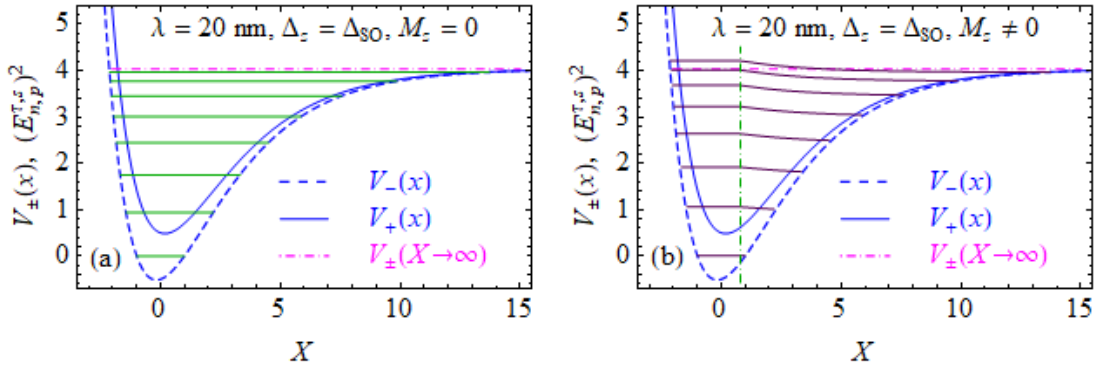 λ = 20 nm, Δz = ΔSO, Mz = 0
V±(x), (E^{τ,z}_{n,p})²
5
4
3
2
1
0
(a)
V−(x)
V+(x)
V±(X→∞)
0
5
10
15
X
λ = 20 nm, Δz = ΔSO, Mz ≠ 0
V±(x), (E^{τ,z}_{n,p})²
5
4
3
2
1
0
(b)
V−(x)
V+(x)
V±(X→∞)
0
5
10
15
X